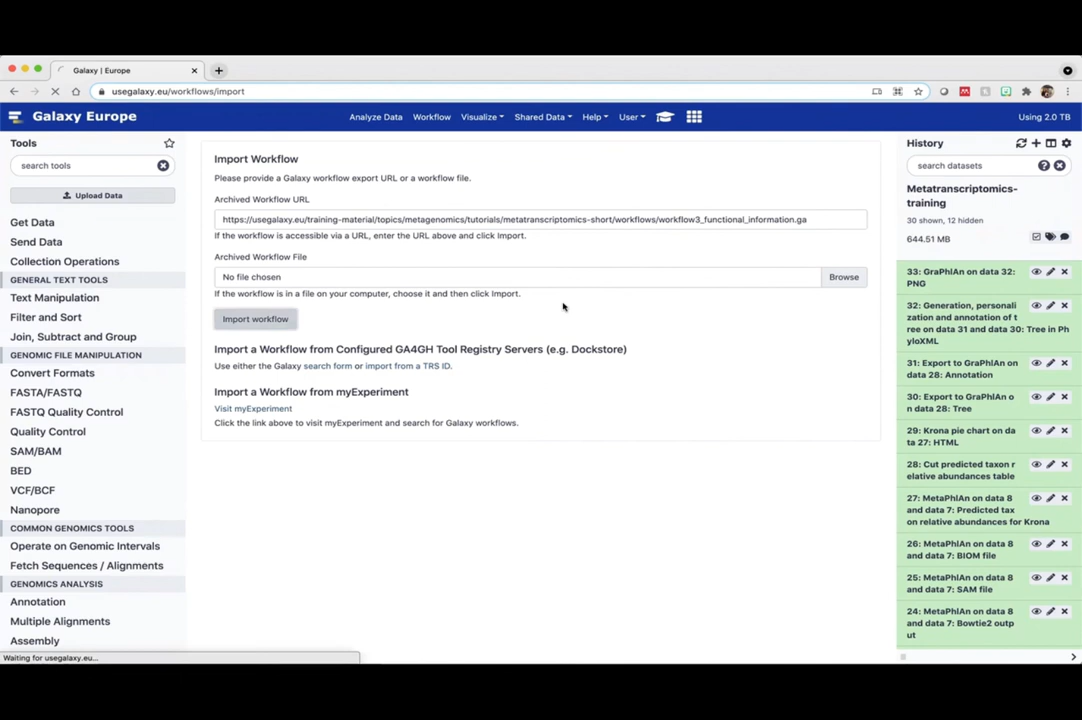 Galaxy | Europe
usegalaxy.eu/workflows/import
Galaxy Europe
Analyze Data Workflow Visualize Shared Data Help User
Using 2.0 TB
Tools
search tools
Upload Data
Get Data
Send Data
Collection Operations
GENERAL TEXT TOOLS
Text Manipulation
Filter and Sort
Join, Subtract and Group
GENOMIC FILE MANIPULATION
Convert Formats
FASTA/FASTQ
FASTQ Quality Control
Quality Control
SAM/BAM
BED
VCF/BCF
Nanopore
COMMON GENOMICS TOOLS
Operate on Genomic Intervals
Fetch Sequences / Alignments
GENOMICS ANALYSIS
Annotation
Multiple Alignments
Assembly
Waiting for usegalaxy.eu...
Import Workflow
Please provide a Galaxy workflow export URL or a workflow file.
Archived Workflow URL
https://usegalaxy.eu/training-material/topics/metagenomics/tutorials/metatranscriptomics-short/workflows/workflow3_functional_information.ga
If the workflow is accessible via a URL, enter the URL above and click Import.
Archived Workflow File
No file chosen
Browse
If the workflow is in a file on your computer, choose it and then click Import.
Import workflow
Import a Workflow from Configured GA4GH Tool Registry Servers (e.g. Dockstore)
Use either the Galaxy search form or import from a TRS ID.
Import a Workflow from myExperiment
Visit myExperiment
Click the link above to visit myExperiment and search for Galaxy workflows.
History
search datasets
Metatranscriptomics-
training
30 shown, 12 hidden
644.51 MB
33: GraPhlAn on data 32:
PNG
32: Generation, personali
zation and annotation of t
ree on data 31 and data 30: Tree in Ph
yloXML
31: Export to GraPhlAn on
data 28: Annotation
30: Export to GraPhlAn o
n data 28: Tree
29: Krona pie chart on da
ta 27: HTML
28: Cut predicted taxon r
elative abundances table
27: MetaPhlAn on data 8
and data 7: Predicted tax
on relative abundances for Krona
26: MetaPhlAn on data 8
and data 7: BIOM file
25: MetaPhlAn on data 8
and data 7: SAM file
24: MetaPhlAn on data 8
and data 7: Bowtie2 outp
ut